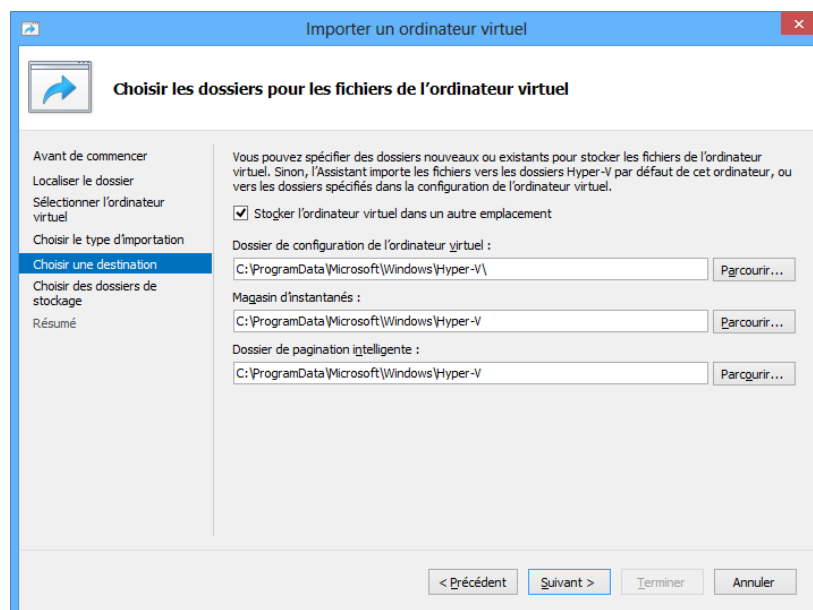 Importer un ordinateur virtuel
Choisir les dossiers pour les fichiers de l'ordinateur virtuel
Avant de commencer
Localiser le dossier
Sélectionner l'ordinateur
virtuel
Choisir le type d'importation
Choisir une destination
Choisir des dossiers de
stockage
Résumé
Vous pouvez spécifier des dossiers nouveaux ou existants pour stocker les fichiers de l'ordinateur
virtuel. Sinon, l'Assistant importe les fichiers vers les dossiers Hyper-V par défaut de cet ordinateur, ou
vers les dossiers spécifiés dans la configuration de l'ordinateur virtuel.
Stocker l'ordinateur virtuel dans un autre emplacement
Dossier de configuration de l'ordinateur virtuel :
C:\ProgramData\Microsoft\Windows\Hyper-V\
Parcourir...
Magasin d'instantanés :
C:\ProgramData\Microsoft\Windows\Hyper-V
Parcourir...
Dossier de pagination intelligente :
C:\ProgramData\Microsoft\Windows\Hyper-V
Parcourir...
< Précédent
Suivant >
Terminer
Annuler